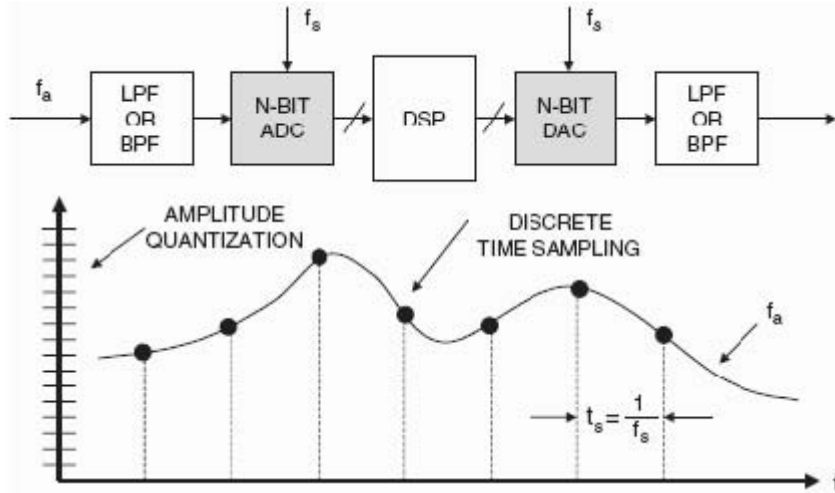 fs
fs
fa
LPF
OR
BPF
N-BIT
ADC
DSP
N-BIT
DAC
LPF
OR
BPF
AMPLITUDE
QUANTIZATION
DISCRETE
TIME SAMPLING
fa
ts = 1/fs